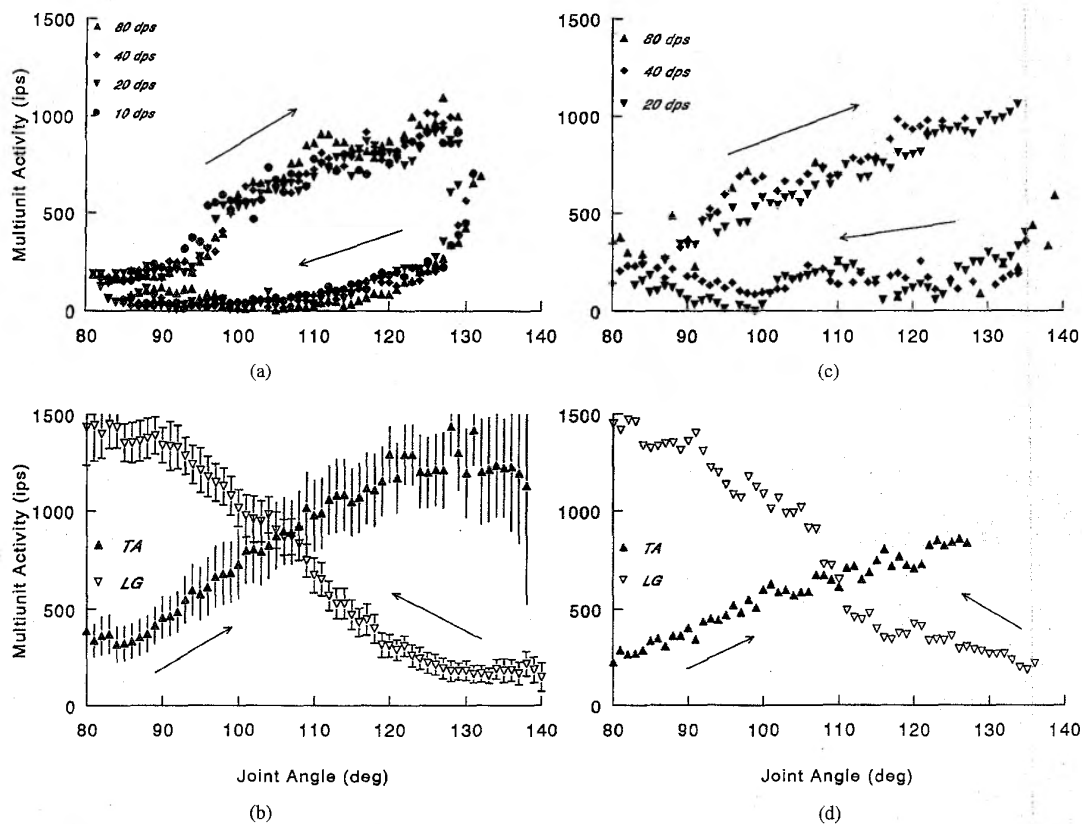 1500
1000
500
0
Multiunit Activity (ips)
80 dps
40 dps
20 dps
10 dps
80 90 100 110 120 130 140
(a)
1500
1000
500
0
80 dps
40 dps
20 dps
80 90 100 110 120 130 140
(c)
1500
1000
500
0
Multiunit Activity (ips)
TA
LG
80 90 100 110 120 130 140
Joint Angle (deg)
(b)
1500
1000
500
0
TA
LG
80 90 100 110 120 130 140
Joint Angle (deg)
(d)